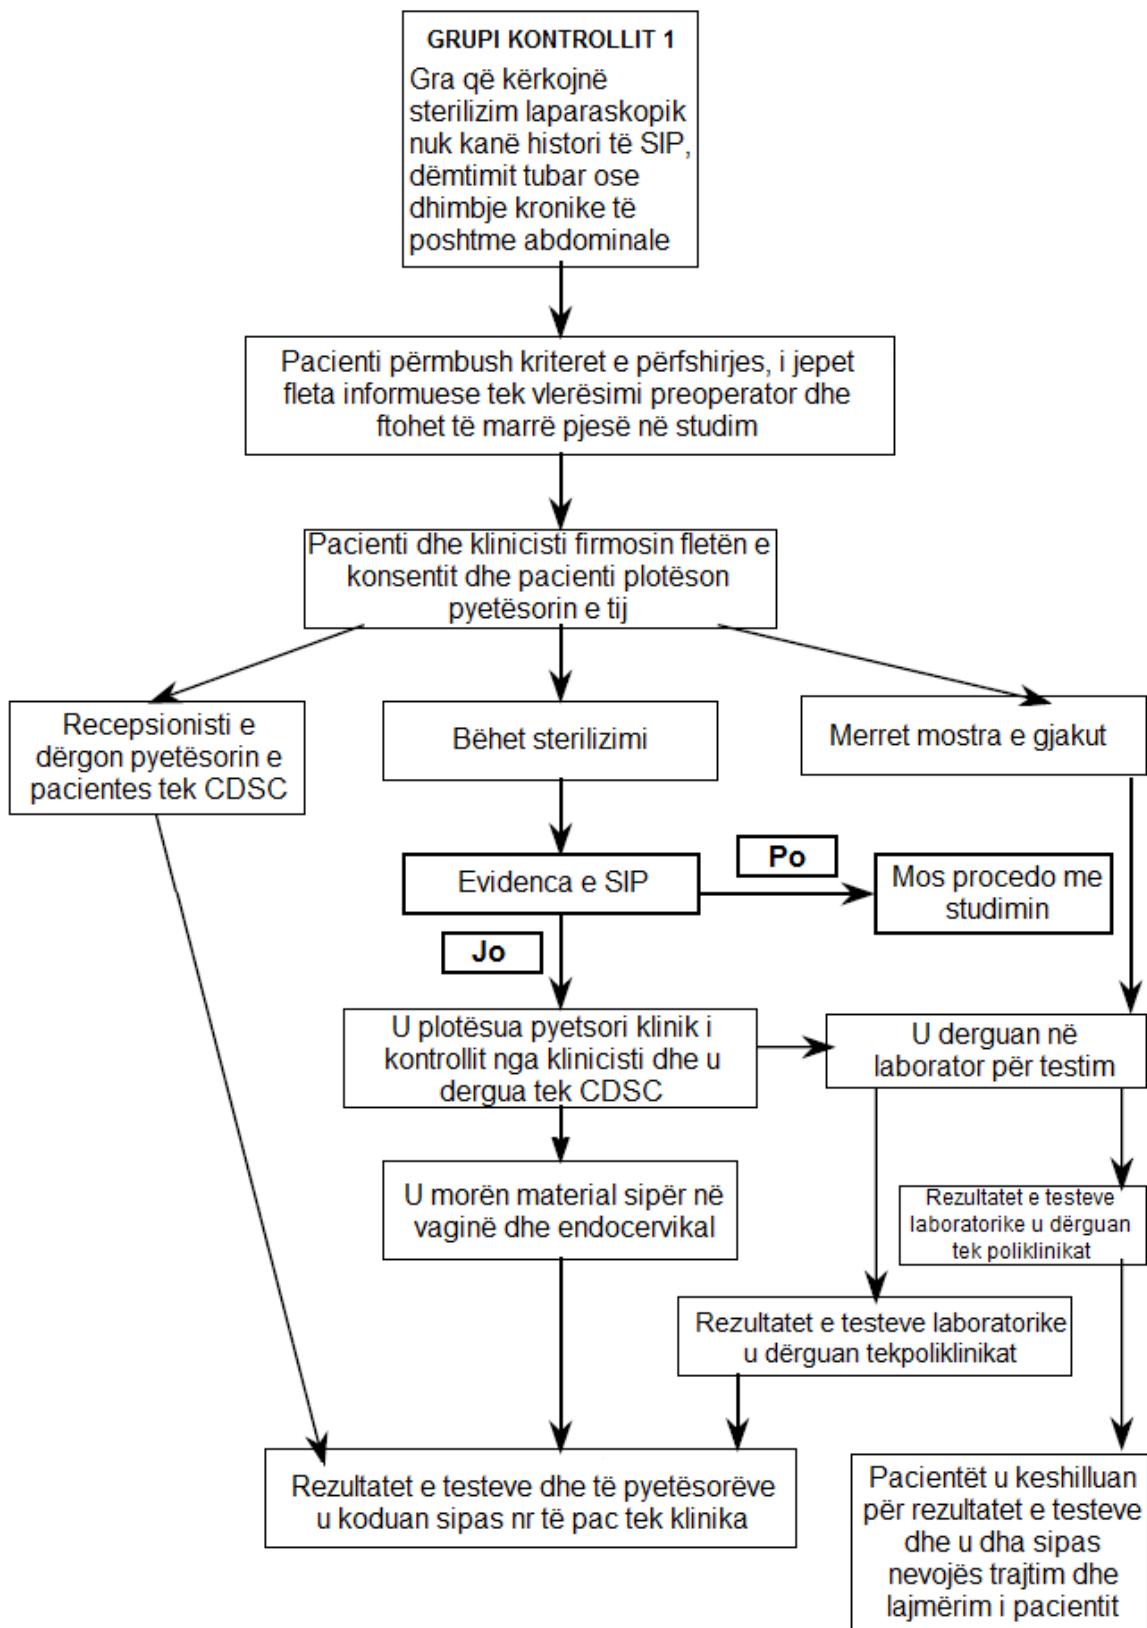 GRUPI KONTROLLIT 1
Gra që kërkojnë
sterilizim laparaskopik
nuk kanë histori të SIP,
dëmtimit tubar ose
dhimbje kronike të
poshtme abdominale
Pacienti përmbush kriteret e përfshirjes, i jepet
fleta informuese tek vlerësimi preoperator dhe
ftohet të marrë pjesë në studim
Pacienti dhe klinicisti firmosin fletën e
konsentit dhe pacienti plotëson
pyetësorin e tij
Recepsionisti e
dërgon pyetësorin e
pacientes tek CDSC
Bëhet sterilizimi
Merret mostra e gjakut
Evidenca e SIP
Po
Mos procedo me
studimin
Jo
U plotësua pyetsori klinik i
kontrollit nga klinicisti dhe u
dergua tek CDSC
U derguan në
laborator për testim
U morën material sipër në
vaginë dhe endocervikal
Rezultatet e testeve
laboratorike u dërguan
tek poliklinikat
Rezultatet e testeve laboratorike
u dërguan tekpoliklinikat
Rezultatet e testeve dhe të pyetësorëve
u koduan sipas nr të pac tek klinika
Pacientët u keshilluan
për rezultatet e testeve
dhe u dha sipas
nevojës trajtim dhe
lajmërim i pacientit